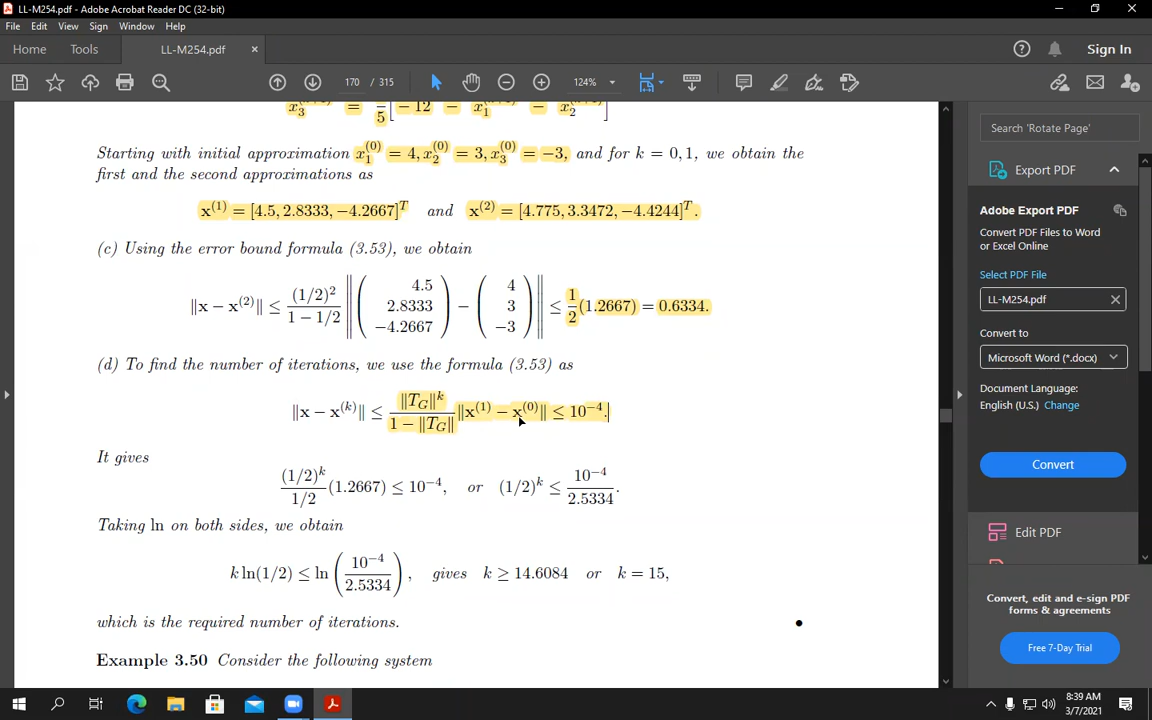 LL-M254.pdf - Adobe Acrobat Reader DC (32-bit)
File Edit View Sign Window Help
Home Tools LL-M254.pdf × Sign In
170 / 315 124%
x₃ = 5 [ −12 − x₁ − x₂ ]
Starting with initial approximation x₁⁽⁰⁾ = 4, x₂⁽⁰⁾ = 3, x₃⁽⁰⁾ = −3, and for k = 0, 1, we obtain the
first and the second approximations as
x⁽¹⁾ = [4.5, 2.8333, −4.2667]ᵀ and x⁽²⁾ = [4.775, 3.3472, −4.4244]ᵀ.
(c) Using the error bound formula (3.53), we obtain
‖x − x⁽²⁾‖ ≤ (1/2)² / (1 − 1/2) ‖ ( 4.5 2.8333 −4.2667 ) − ( 4 3 −3 ) ‖ ≤ 1/2 (1.2667) = 0.6334.
(d) To find the number of iterations, we use the formula (3.53) as
‖x − x⁽ᵏ⁾‖ ≤ ‖T_G‖ᵏ / (1 − ‖T_G‖) ‖x⁽¹⁾ − x⁽⁰⁾‖ ≤ 10⁻⁴.
It gives
(1/2)ᵏ / 1/2 (1.2667) ≤ 10⁻⁴, or (1/2)ᵏ ≤ 10⁻⁴ / 2.5334.
Taking ln on both sides, we obtain
k ln(1/2) ≤ ln ( 10⁻⁴ / 2.5334 ), gives k ≥ 14.6084 or k = 15,
which is the required number of iterations. •
Example 3.50 Consider the following system
Search 'Rotate Page'
Export PDF
Adobe Export PDF
Convert PDF Files to Word
or Excel Online
Select PDF File
LL-M254.pdf ×
Convert to
Microsoft Word (*.docx)
Document Language:
English (U.S.) Change
Convert
Edit PDF
Convert, edit and e-sign PDF
forms & agreements
Free 7-Day Trial
8:39 AM
3/7/2021